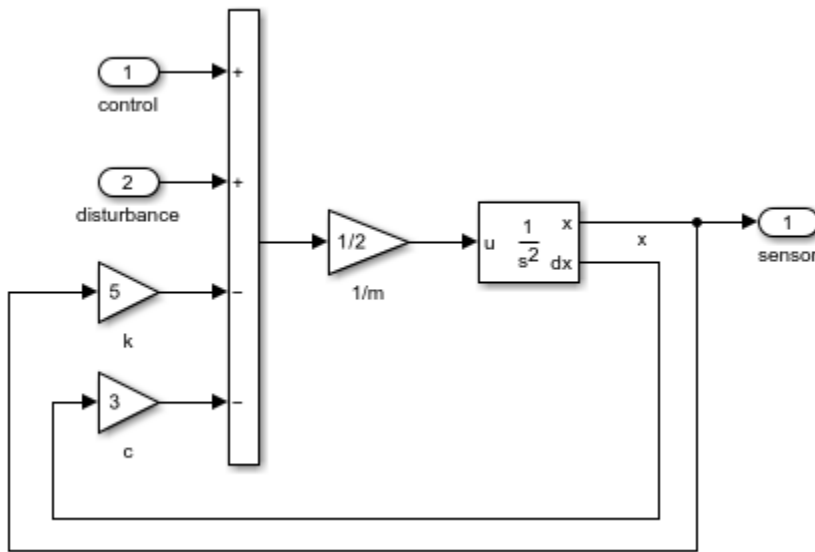 +
1
control
+
2
disturbance
1/2
1/m
u
1
s2
x
dx
x
1
sensor
−
5
k
−
3
c